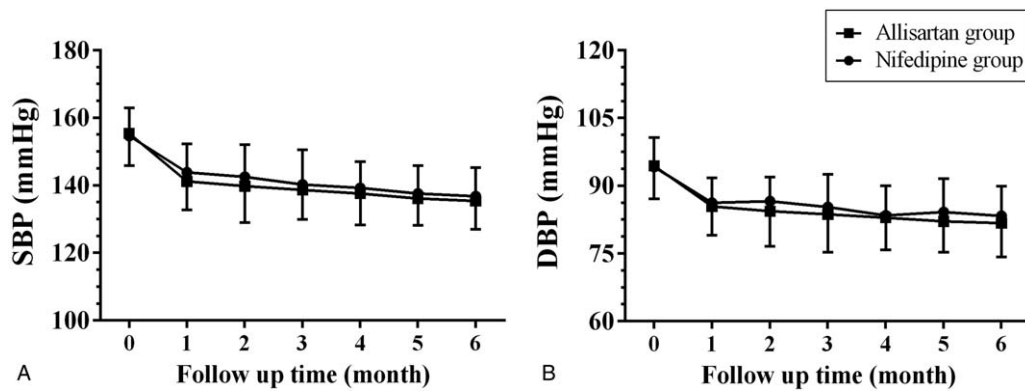 Allisartan group
Nifedipine group
SBP (mmHg)
180
160
140
120
100
0 1 2 3 4 5 6
Follow up time (month)
A
DBP (mmHg)
120
105
90
75
60
0 1 2 3 4 5 6
Follow up time (month)
B